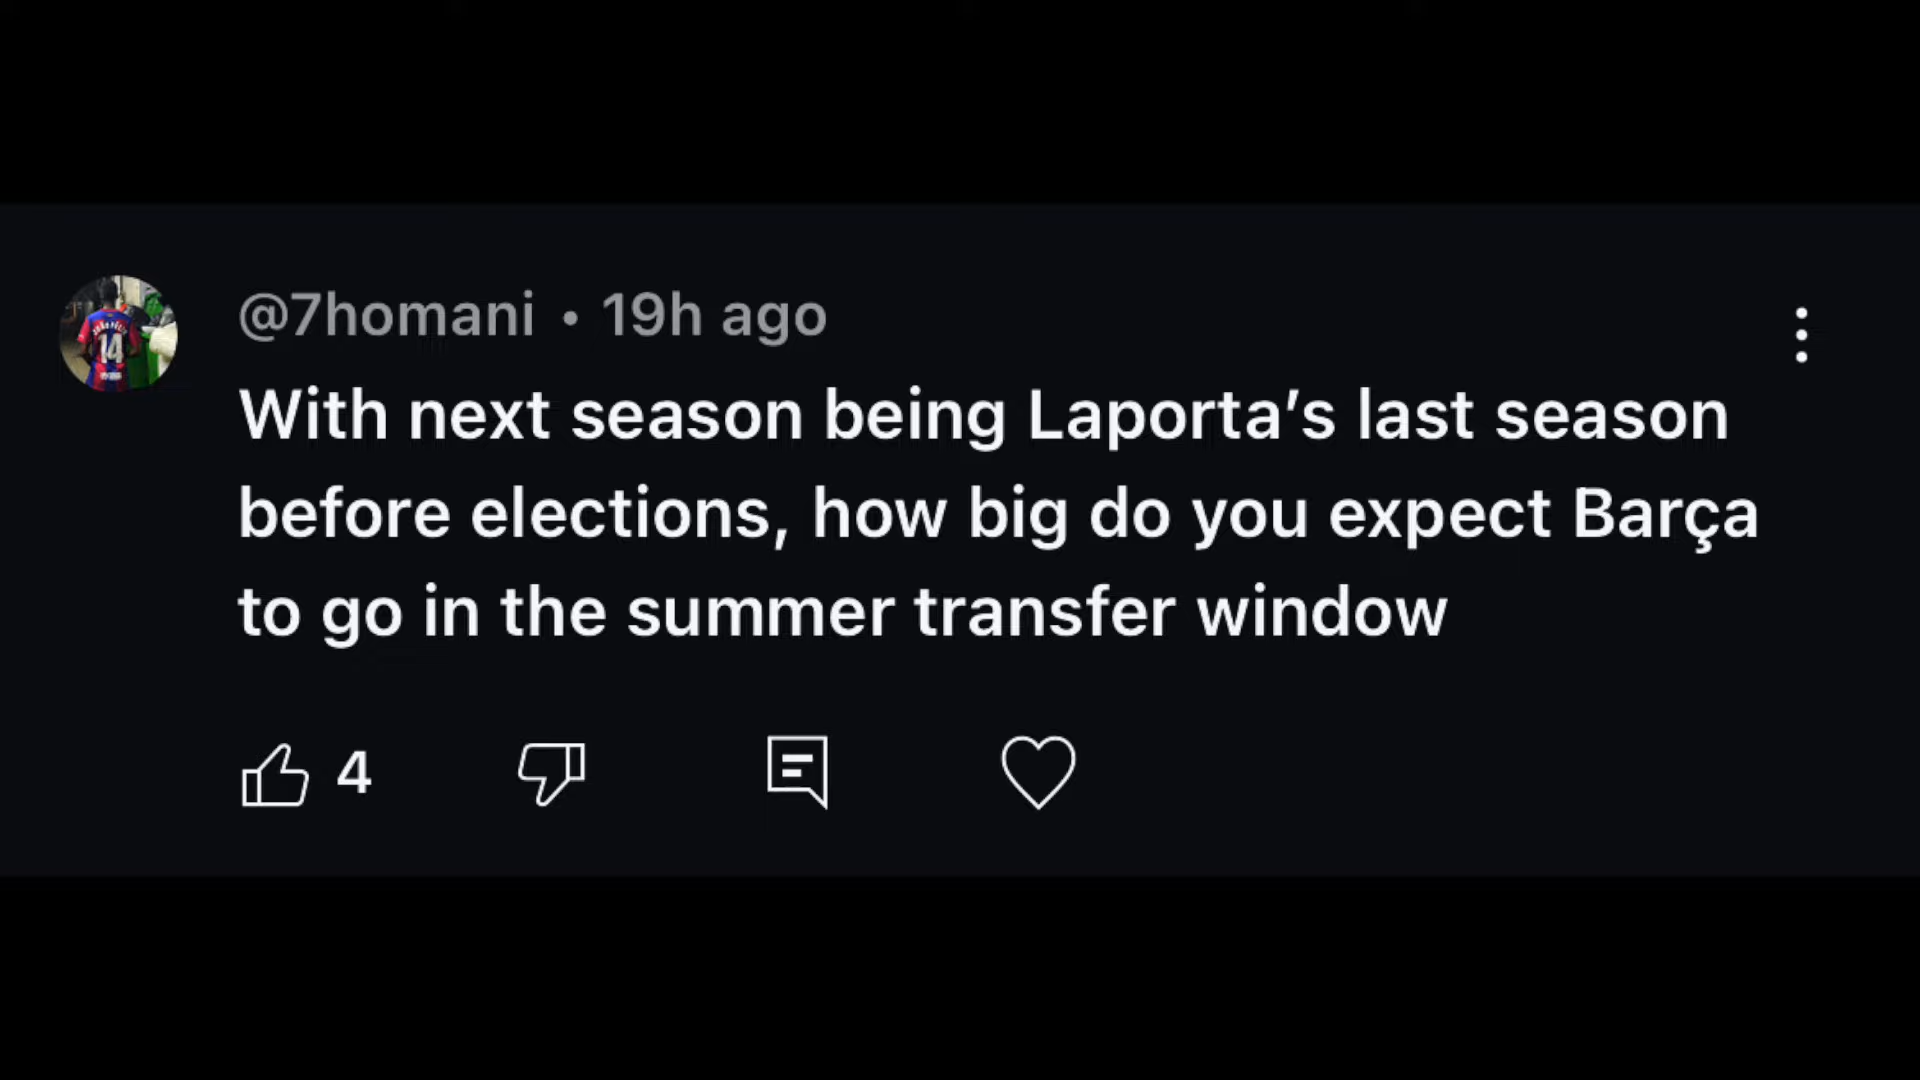 @7homani • 19h ago
With next season being Laporta’s last season
before elections, how big do you expect Barça
to go in the summer transfer window
4
14